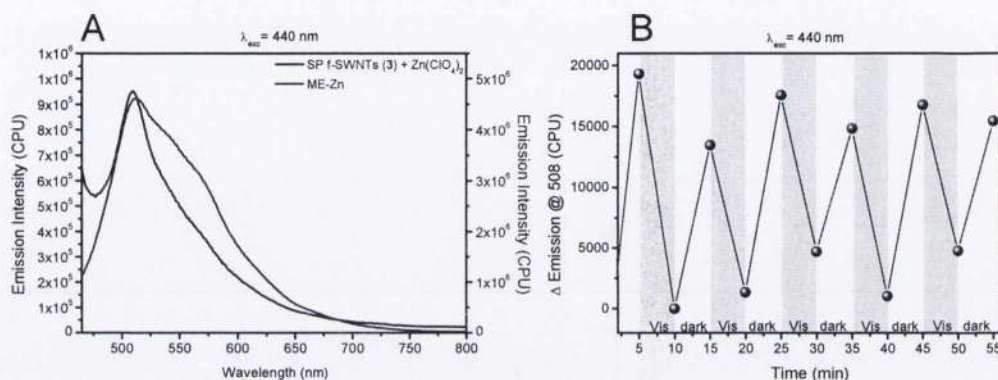 A
λexc = 440 nm
SP f-SWNTs (3) + Zn(ClO4)2
ME-Zn
Emission Intensity (CPU)
1x10⁶
9x10⁵
8x10⁵
7x10⁵
6x10⁵
5x10⁵
4x10⁵
3x10⁵
2x10⁵
1x10⁵
0
5x10⁶
4x10⁶
3x10⁶
2x10⁶
1x10⁶
0
Emission Intensity (CPU)
500 550 600 650 700 750 800
Wavelength (nm)
B
λexc = 440 nm
Δ Emission @ 508 (CPU)
20000
15000
10000
5000
0
Vis dark Vis dark Vis dark Vis dark Vis dark
5 10 15 20 25 30 35 40 45 50 55
Time (min)